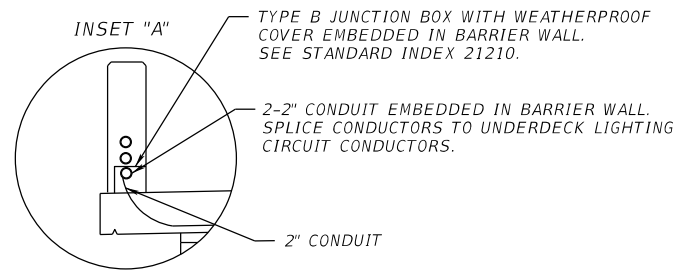 INSET "A"
TYPE B JUNCTION BOX WITH WEATHERPROOF
COVER EMBEDDED IN BARRIER WALL.
SEE STANDARD INDEX 21210.
2-2" CONDUIT EMBEDDED IN BARRIER WALL.
SPLICE CONDUCTORS TO UNDERDECK LIGHTING
CIRCUIT CONDUCTORS.
2" CONDUIT